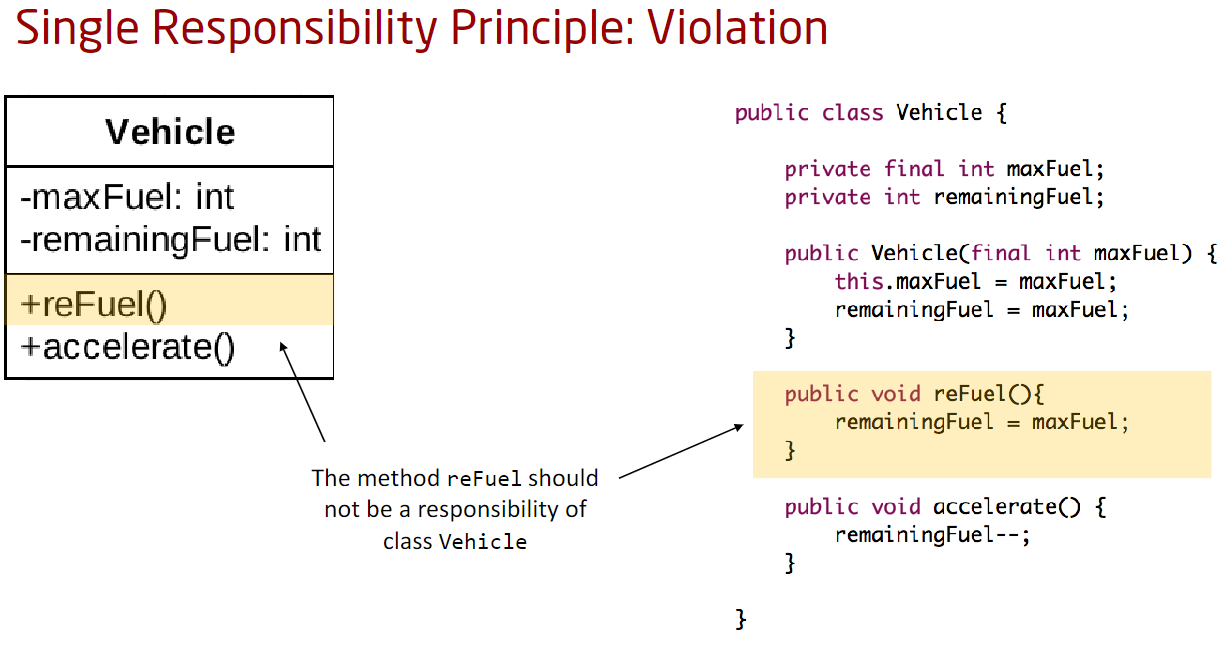 Single Responsibility Principle: Violation
Vehicle
-maxFuel: int
-remainingFuel: int
+reFuel()
+accelerate()
The method reFuel should
not be a responsibility of
class Vehicle
public class Vehicle {
private final int maxFuel;
private int remainingFuel;
public Vehicle(final int maxFuel) {
this.maxFuel = maxFuel;
remainingFuel = maxFuel;
}
public void reFuel(){
remainingFuel = maxFuel;
}
public void accelerate() {
remainingFuel--;
}
}